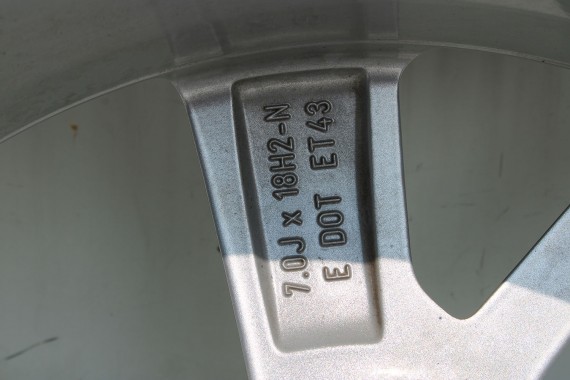 7.0J x 18H2-N
E DOT ET43